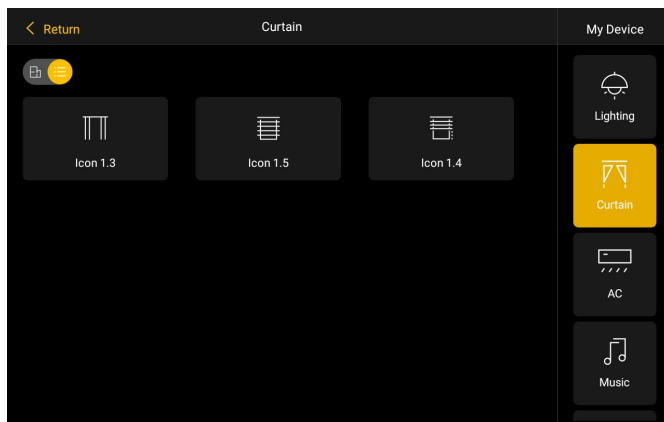 Return
Curtain
My Device
Icon 1.3
Icon 1.5
Icon 1.4
Lighting
Curtain
AC
Music